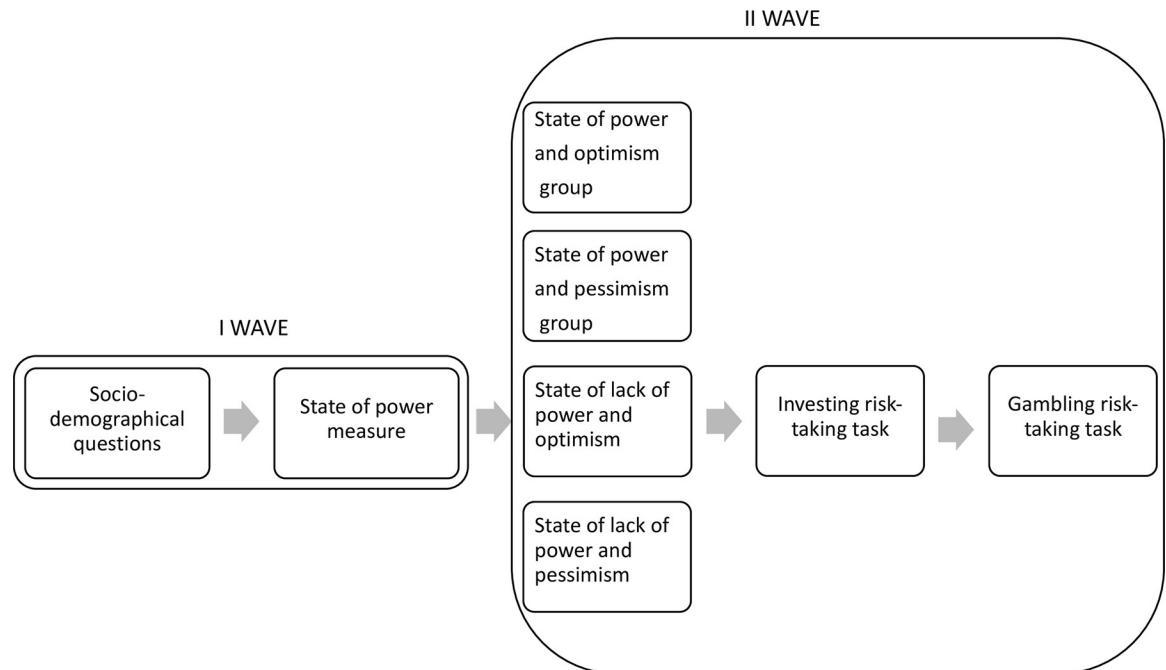 I WAVE
Socio-
demographical
questions
State of power
measure
II WAVE
State of power
and optimism
group
State of power
and pessimism
group
State of lack of
power and
optimism
State of lack of
power and
pessimism
Investing risk-
taking task
Gambling risk-
taking task